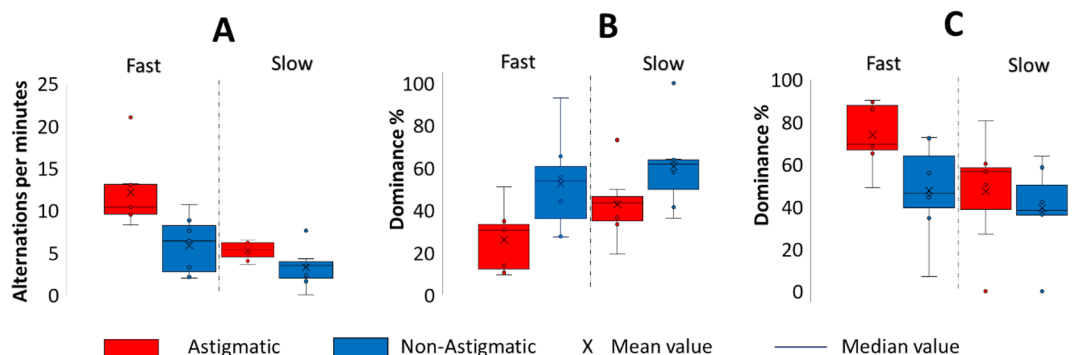 A
B
C
Fast
Slow
Fast
Slow
Fast
Slow
Alternations per minutes
25
20
15
10
5
0
Dominance %
100
80
60
40
20
0
Dominance %
100
80
60
40
20
0
Astigmatic
Non-Astigmatic
X Mean value
Median value